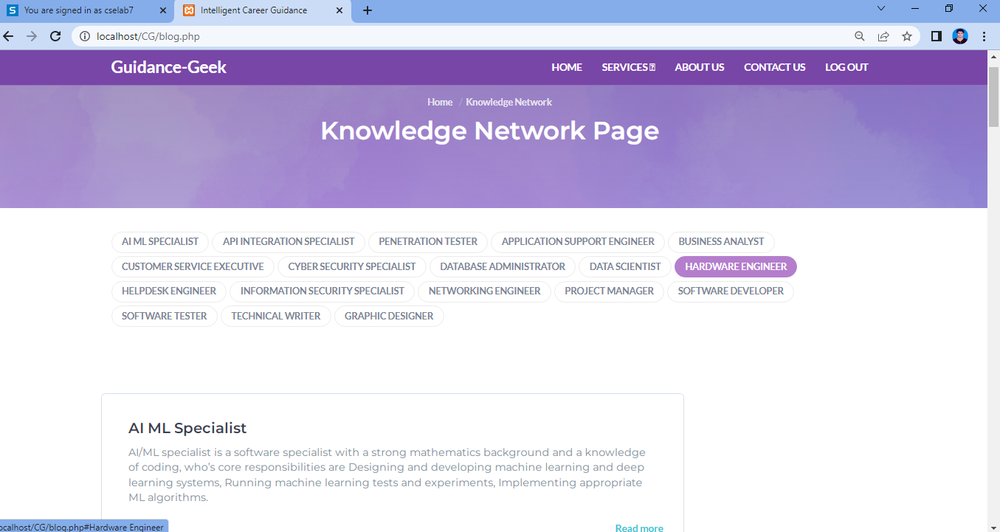 You are signed in as cselab7
Intelligent Career Guidance
localhost/CG/blog.php
Guidance-Geek
HOME SERVICES ABOUT US CONTACT US LOG OUT
Home / Knowledge Network
Knowledge Network Page
AI ML SPECIALIST API INTEGRATION SPECIALIST PENETRATION TESTER APPLICATION SUPPORT ENGINEER BUSINESS ANALYST
CUSTOMER SERVICE EXECUTIVE CYBER SECURITY SPECIALIST DATABASE ADMINISTRATOR DATA SCIENTIST HARDWARE ENGINEER
HELPDESK ENGINEER INFORMATION SECURITY SPECIALIST NETWORKING ENGINEER PROJECT MANAGER SOFTWARE DEVELOPER
SOFTWARE TESTER TECHNICAL WRITER GRAPHIC DESIGNER
AI ML Specialist
AI/ML specialist is a software specialist with a strong mathematics background and a knowledge
of coding, who's core responsibilities are Designing and developing machine learning and deep
learning systems, Running machine learning tests and experiments, Implementing appropriate
ML algorithms.
Read more
ocalhost/CG/blog.php#Hardware Engineer